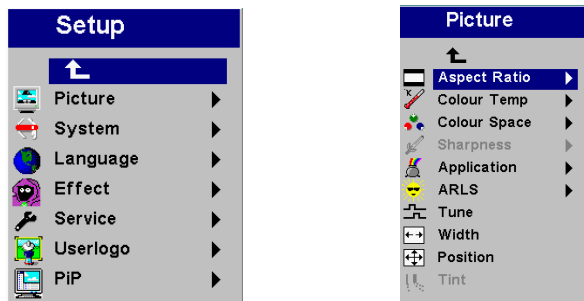 Setup
Picture
System
Language
Effect
Service
Userlogo
PiP
Picture
Aspect Ratio
K
Colour Temp
Colour Space
Sharpness
Application
ARLS
Tune
Width
Position
Tint